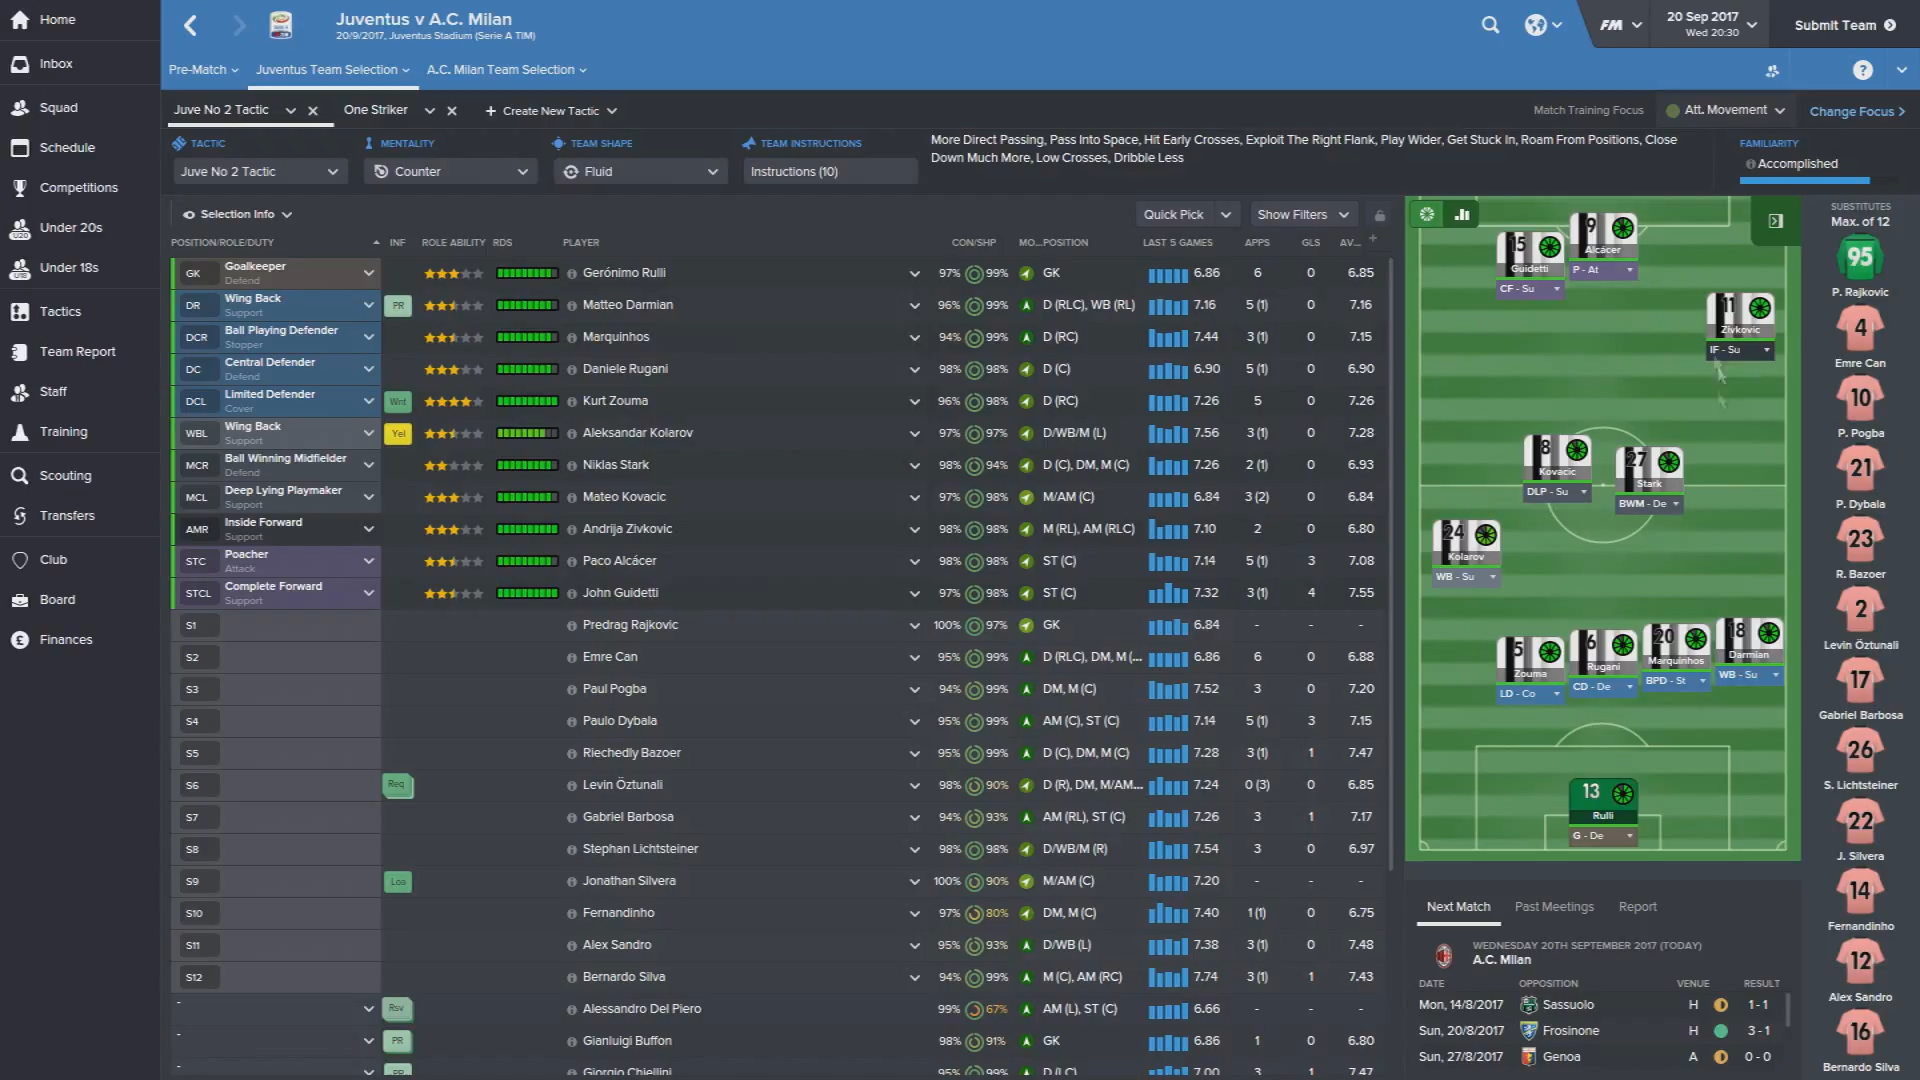 Home
Inbox
Squad
Schedule
Competitions
Under 20s
Under 18s
Tactics
Team Report
Staff
Training
Scouting
Transfers
Club
Board
Finances
Juventus v A.C. Milan
20/9/2017, Juventus Stadium (Serie A TIM)
FM
20 Sep 2017
Wed 20:30
Submit Team
Pre-Match
Juventus Team Selection
A.C. Milan Team Selection
?
Juve No 2 Tactic
One Striker
Create New Tactic
Match Training Focus
Att. Movement
Change Focus >
TACTIC
Juve No 2 Tactic
MENTALITY
Counter
TEAM SHAPE
Fluid
TEAM INSTRUCTIONS
Instructions (10)
More Direct Passing, Pass Into Space, Hit Early Crosses, Exploit The Right Flank, Play Wider, Get Stuck In, Roam From Positions, Close
Down Much More, Low Crosses, Dribble Less
FAMILIARITY
Accomplished
Selection Info
Quick Pick
Show Filters
POSITION/ROLE/DUTY INF ROLE ABILITY RDS PLAYER CON/SHP MO... POSITION LAST 5 GAMES APPS GLS AV...
GK Goalkeeper Defend Gerónimo Rulli 97% 99% GK 6.86 6 0 6.85
DR Wing Back Support PR Matteo Darmian 96% 99% D (RLC), WB (RL) 7.16 5 (1) 0 7.16
DCR Ball Playing Defender Stopper Marquinhos 94% 99% D (RC) 7.44 3 (1) 0 7.15
DC Central Defender Defend Daniele Rugani 98% 98% D (C) 6.90 5 (1) 0 6.90
DCL Limited Defender Cover Wnt Kurt Zouma 96% 98% D (RC) 7.26 5 0 7.26
WBL Wing Back Support Yel Aleksandar Kolarov 97% 97% D/WB/M (L) 7.56 3 (1) 0 7.28
MCR Ball Winning Midfielder Defend Niklas Stark 98% 94% D (C), DM, M (C) 7.26 2 (1) 0 6.93
MCL Deep Lying Playmaker Support Mateo Kovacic 97% 98% M/AM (C) 6.84 3 (2) 0 6.84
AMR Inside Forward Support Andrija Zivkovic 98% 98% M (RL), AM (RLC) 7.10 2 0 6.80
STC Poacher Attack Paco Alcácer 98% 98% ST (C) 7.14 5 (1) 3 7.08
STCL Complete Forward Support John Guidetti 97% 98% ST (C) 7.32 3 (1) 4 7.55
S1 Predrag Rajkovic 100% 97% GK 6.84 - - -
S2 Emre Can 95% 99% D (RLC), DM, M (... 6.86 6 0 6.88
S3 Paul Pogba 94% 99% DM, M (C) 7.52 3 0 7.20
S4 Paulo Dybala 95% 99% AM (C), ST (C) 7.14 5 (1) 3 7.15
S5 Riechedly Bazoer 95% 99% D (C), DM, M (C) 7.28 3 (1) 1 7.47
S6 Req Levin Öztunali 98% 90% D (R), DM, M/AM... 7.24 0 (3) 0 6.85
S7 Gabriel Barbosa 94% 93% AM (RL), ST (C) 7.26 3 1 7.17
S8 Stephan Lichtsteiner 98% 98% D/WB/M (R) 7.54 3 0 6.97
S9 Loa Jonathan Silvera 100% 90% M/AM (C) 7.20 - - -
S10 Fernandinho 97% 80% DM, M (C) 7.40 1 (1) 0 6.75
S11 Alex Sandro 95% 93% D/WB (L) 7.38 3 (1) 0 7.48
S12 Bernardo Silva 94% 99% M (C), AM (RC) 7.74 3 (1) 1 7.43
- Rsv Alessandro Del Piero 99% 67% AM (L), ST (C) 6.66 - - -
- PR Gianluigi Buffon 98% 91% GK 6.86 1 0 6.80
PR Giorgio Chiellini 95% 99% D (LC) 7.00 3 1 7.47
9
Alcácer
P - At
15
Guidetti
CF - Su
11
Zivkovic
IF - Su
8
Kovacic
DLP - Su
27
Stark
BWM - De
24
Kolarov
WB - Su
5
Zouma
LD - Co
6
Rugani
CD - De
20
Marquinhos
BPD - St
18
Darmian
WB - Su
13
Rulli
G - De
SUBSTITUTES
Max. of 12
95
P. Rajkovic
4
Emre Can
10
P. Pogba
21
P. Dybala
23
R. Bazoer
2
Levin Öztunali
17
Gabriel Barbosa
26
S. Lichtsteiner
22
J. Silvera
14
Fernandinho
12
Alex Sandro
16
Bernardo Silva
Next Match
Past Meetings
Report
WEDNESDAY 20TH SEPTEMBER 2017 (TODAY)
A.C. Milan
DATE OPPOSITION VENUE RESULT
Mon, 14/8/2017 Sassuolo H 1 - 1
Sun, 20/8/2017 Frosinone H 3 - 1
Sun, 27/8/2017 Genoa A 0 - 0